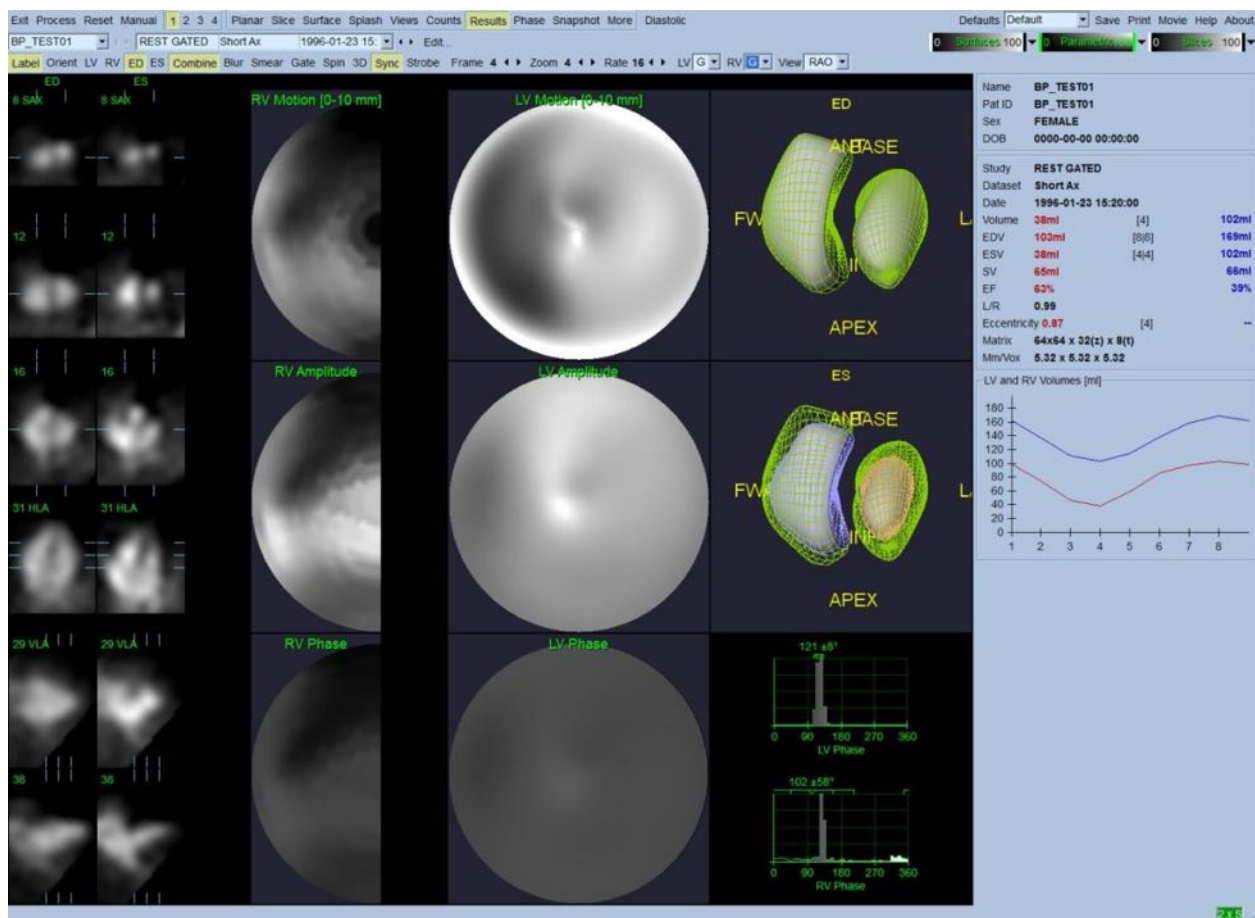 Exit Process Reset Manual 1 2 3 4 Planar Slice Surface Splash Views Counts Results Phase Snapshot More Diastolic Defaults Default Save Print Movie Help About
BP_TEST01 REST GATED Short Ax 1996-01-23 15: Edit... 0 Surfaces 100 0 Parametric 100 0 Slices 100
Label Orient LV RV ED ES Combine Blur Smear Gate Spin 3D Sync Strobe Frame 4 Zoom 4 Rate 16 LV G RV G View RAO
ED ES
8 SAX 8 SAX
12 12
16 16
31 HLA 31 HLA
29 VLA 29 VLA
38 38
RV Motion [0-10 mm] LV Motion [0-10 mm]
RV Amplitude LV Amplitude
RV Phase LV Phase
ED
ANT BASE
FW
APEX
ES
ANT BASE
FW
APEX
121 ±8°
0 90 180 270 360
LV Phase
102 ±56°
0 90 180 270 360
RV Phase
Name BP_TEST01
Pat ID BP_TEST01
Sex FEMALE
DOB 0000-00-00 00:00:00
Study REST GATED
Dataset Short Ax
Date 1996-01-23 15:20:00
Volume 38ml [4] 102ml
EDV 103ml [8|8] 169ml
ESV 38ml [4|4] 102ml
SV 65ml 66ml
EF 63% 39%
L/R 0.99
Eccentricity 0.87 [4] --
Matrix 64x64 x 32(z) x 8(t)
Mm/Vox 5.32 x 5.32 x 5.32
LV and RV Volumes [ml]
180
160
140
120
100
80
60
40
20
0
1 2 3 4 5 6 7 8